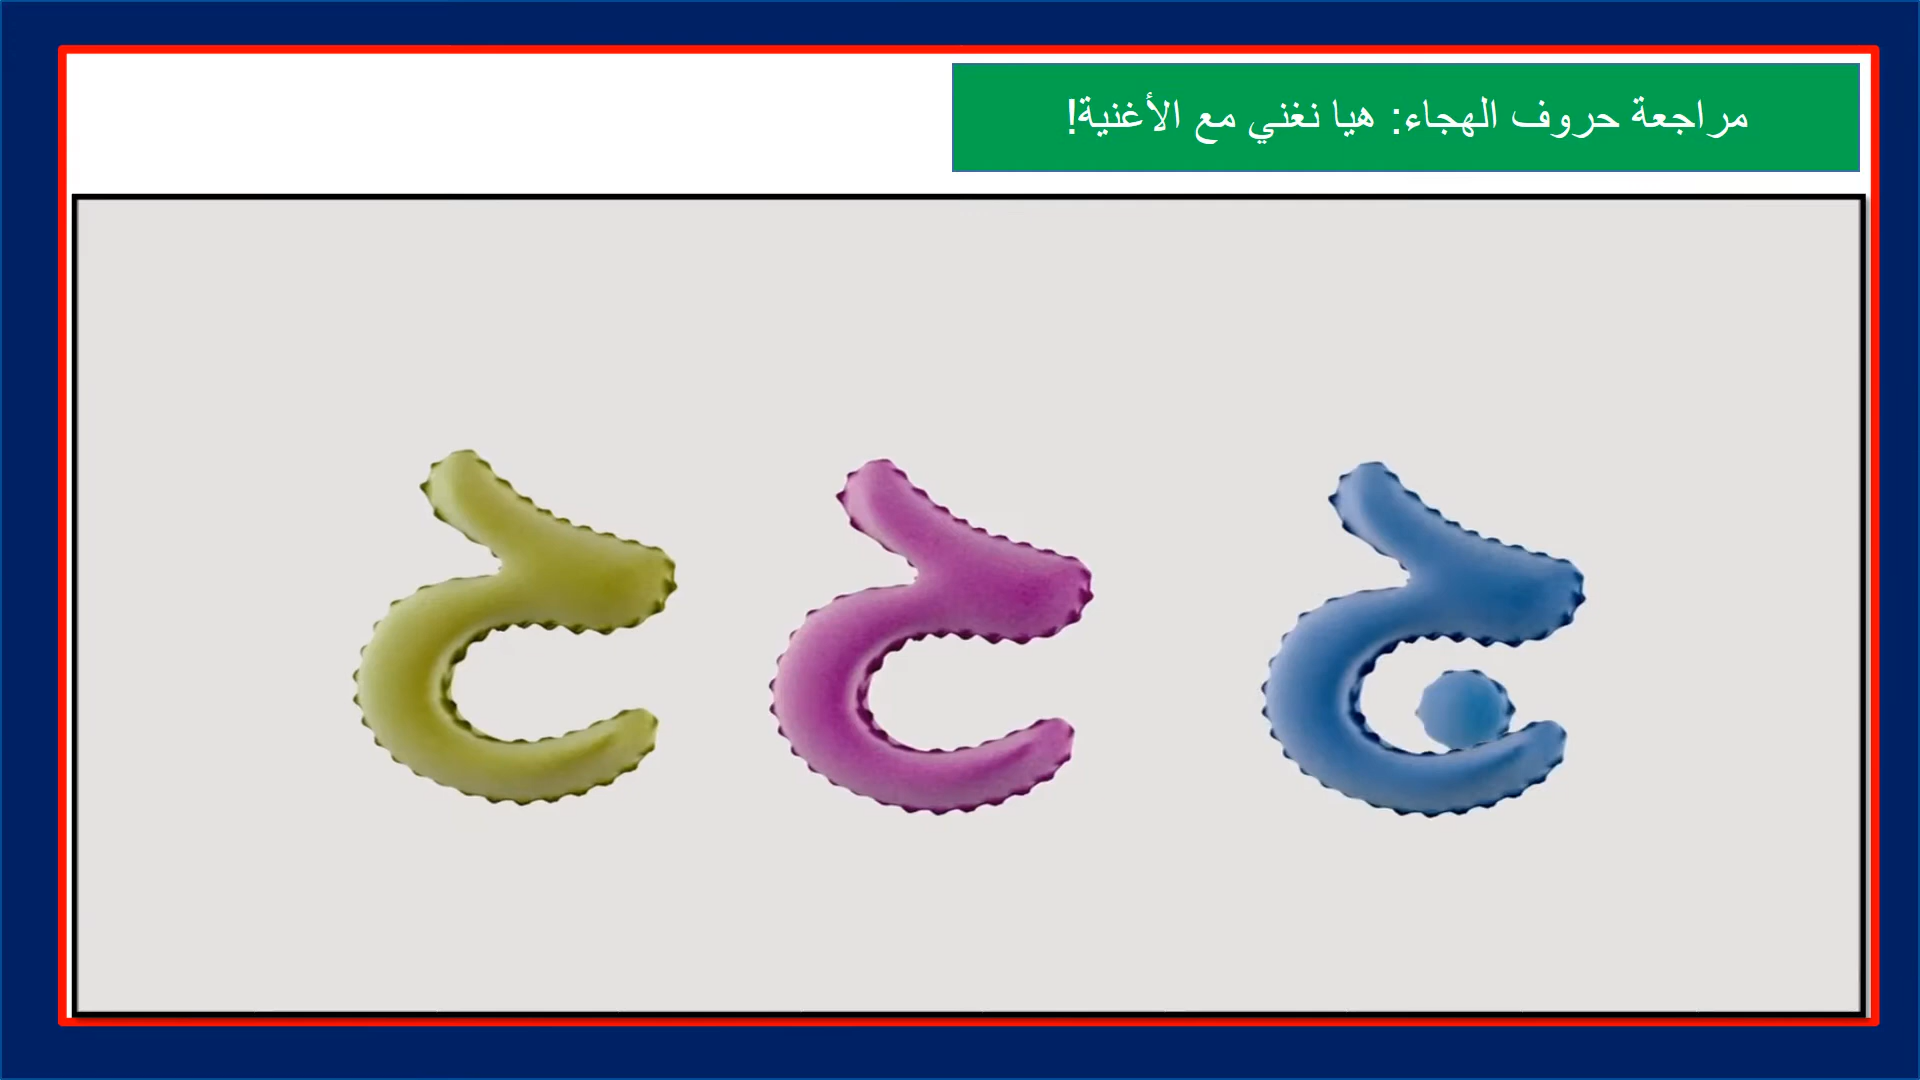 مراجعة حروف الهجاء: هيا نغني مع الأغنية!
ج ح ح